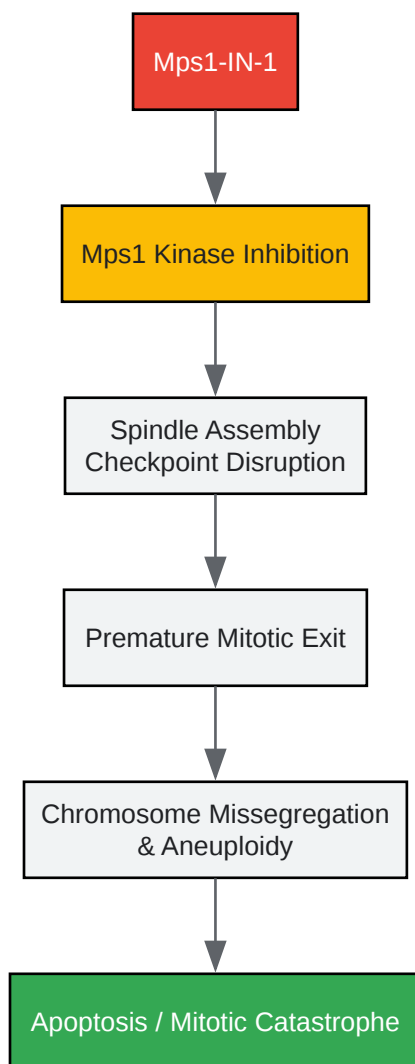 Mps1-IN-1
Mps1 Kinase Inhibition
Spindle Assembly
Checkpoint Disruption
Premature Mitotic Exit
Chromosome Missegregation
& Aneuploidy
Apoptosis / Mitotic Catastrophe